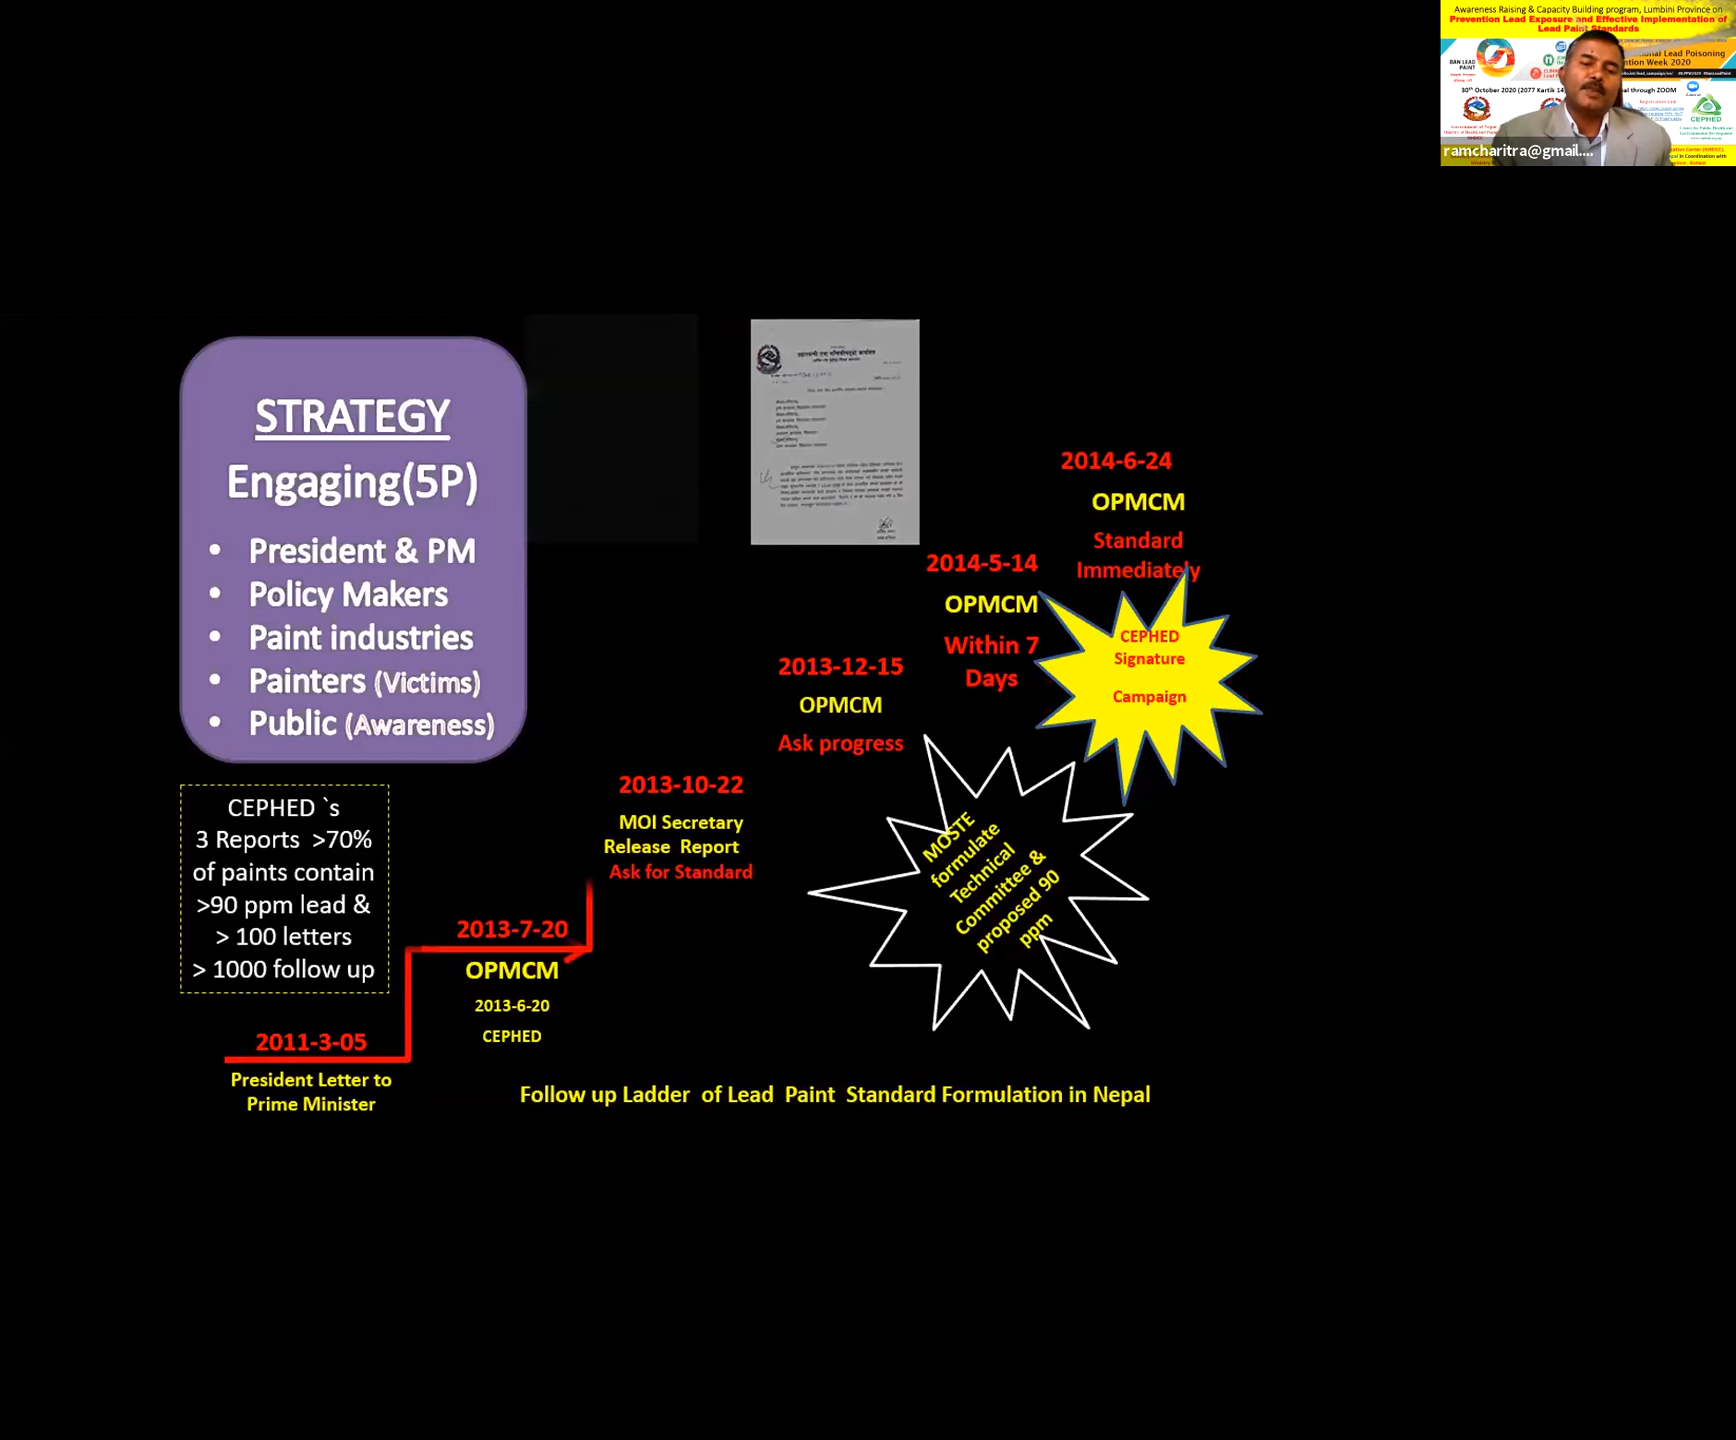 Awareness Raising & Capacity Building program, Lumbini Province on
Prevention Lead Exposure and Effective Implementation of
Lead Paint Standards
BAN LEAD
PAINT
Lead Poisoning
Week 2020
30th October 2020 (2077 Kartik 14)
through ZOOM
CEPHED
ramcharitra@gmail....
STRATEGY
Engaging(5P)
• President & PM
• Policy Makers
• Paint industries
• Painters (Victims)
• Public (Awareness)
CEPHED `s
3 Reports >70%
of paints contain
>90 ppm lead &
> 100 letters
> 1000 follow up
2011-3-05
President Letter to
Prime Minister
2013-7-20
OPMCM
2013-6-20
CEPHED
2013-10-22
MOI Secretary
Release Report
Ask for Standard
2013-12-15
OPMCM
Ask progress
2014-5-14
OPMCM
Within 7
Days
2014-6-24
OPMCM
Standard
Immediately
CEPHED
Signature
Campaign
MOSTE
formulate
Technical
Committee &
proposed 90
ppm
Follow up Ladder of Lead Paint Standard Formulation in Nepal